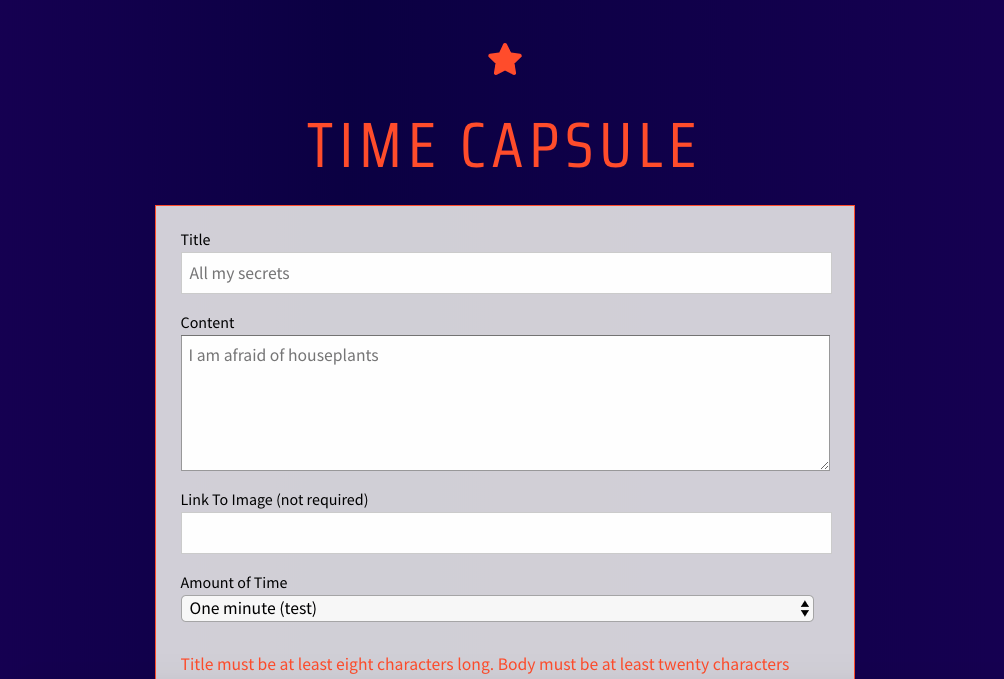 TIME CAPSULE
Title
All my secrets
Content
I am afraid of houseplants
Link To Image (not required)
Amount of Time
One minute (test)
Title must be at least eight characters long. Body must be at least twenty characters